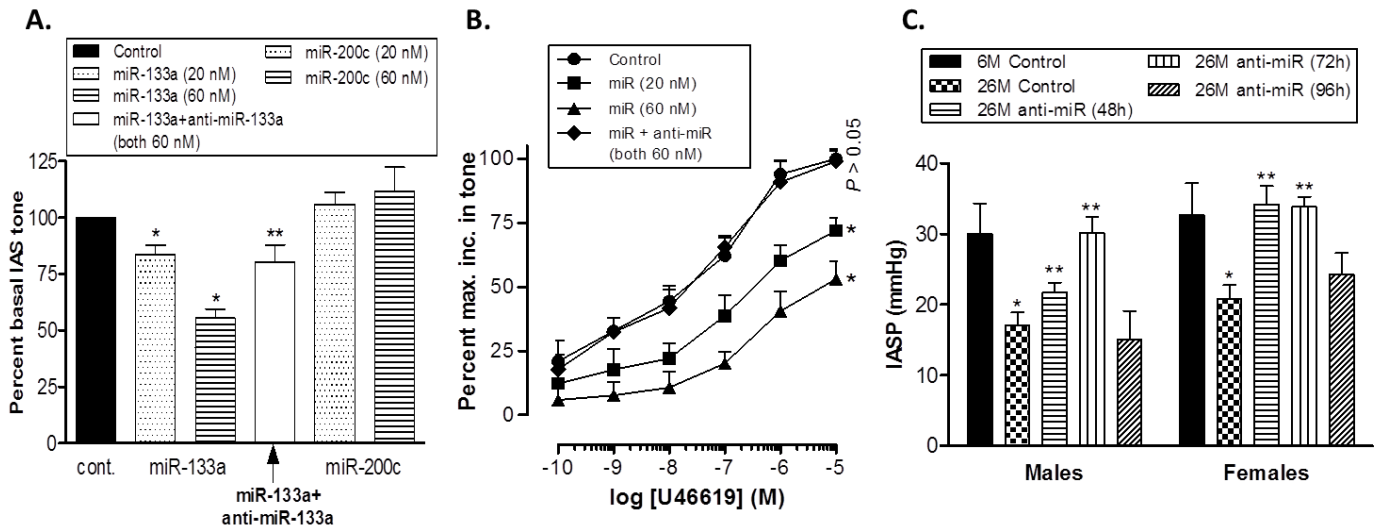 A.
Control
miR-133a (20 nM)
miR-133a (60 nM)
miR-133a+anti-miR-133a
(both 60 nM)
miR-200c (20 nM)
miR-200c (60 nM)
Percent basal IAS tone
125
100
75
50
25
0
*
*
**
cont.
miR-133a
miR-200c
miR-133a+
anti-miR-133a
B.
Control
miR (20 nM)
miR (60 nM)
miR + anti-miR
(both 60 nM)
Percent max. inc. in tone
100
75
50
25
0
P > 0.05
*
*
-10
-9
-8
-7
-6
-5
log [U46619] (M)
C.
6M Control
26M Control
26M anti-miR (48h)
26M anti-miR (72h)
26M anti-miR (96h)
IASP (mmHg)
40
30
20
10
0
*
**
**
*
**
**
Males
Females